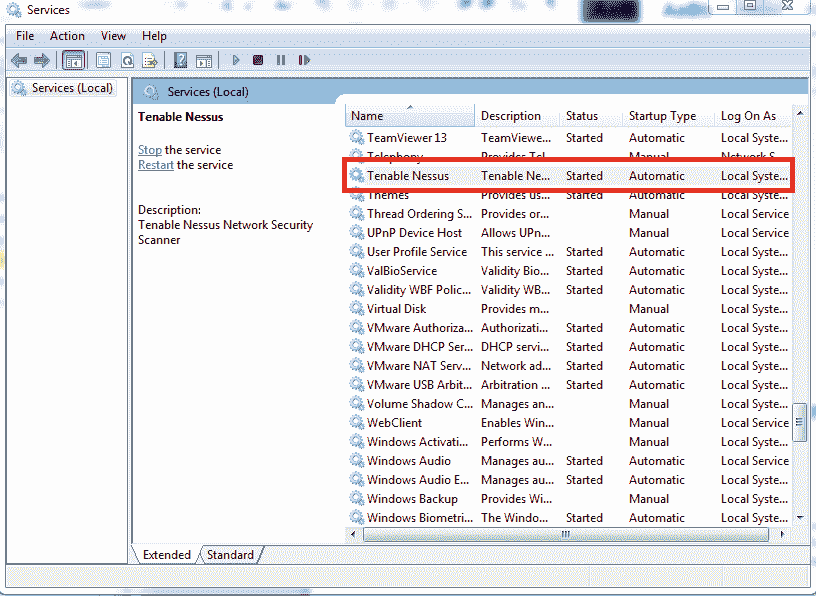 Services
File Action View Help
Services (Local)
Services (Local)
Tenable Nessus
Stop the service
Restart the service
Description:
Tenable Nessus Network Security
Scanner
Name Description Status Startup Type Log On As
TeamViewer 13 TeamViewe... Started Automatic Local Syste...
Telephony Provides Tel... Manual Network S...
Tenable Nessus Tenable Ne... Started Automatic Local Syste...
Themes Provides us... Started Automatic Local Syste...
Thread Ordering S... Provides or... Manual Local Service
UPnP Device Host Allows UPn... Manual Local Service
User Profile Service This service ... Started Automatic Local Syste...
ValBioService Validity Bio... Started Automatic Local Syste...
Validity WBF Polic... Validity WB... Started Automatic Local Syste...
Virtual Disk Provides m... Manual Local Syste...
VMware Authoriza... Authorizati... Started Automatic Local Syste...
VMware DHCP Ser... DHCP servi... Started Automatic Local Syste...
VMware NAT Serv... Network ad... Started Automatic Local Syste...
VMware USB Arbit... Arbitration ... Started Automatic Local Syste...
Volume Shadow C... Manages an... Manual Local Syste...
WebClient Enables Win... Manual Local Service
Windows Activati... Performs W... Manual Local Syste...
Windows Audio Manages au... Started Automatic Local Service
Windows Audio E... Manages au... Started Automatic Local Syste...
Windows Backup Provides Wi... Manual Local Syste...
Windows Biometri... The Windo... Started Automatic Local Syste...
Extended Standard